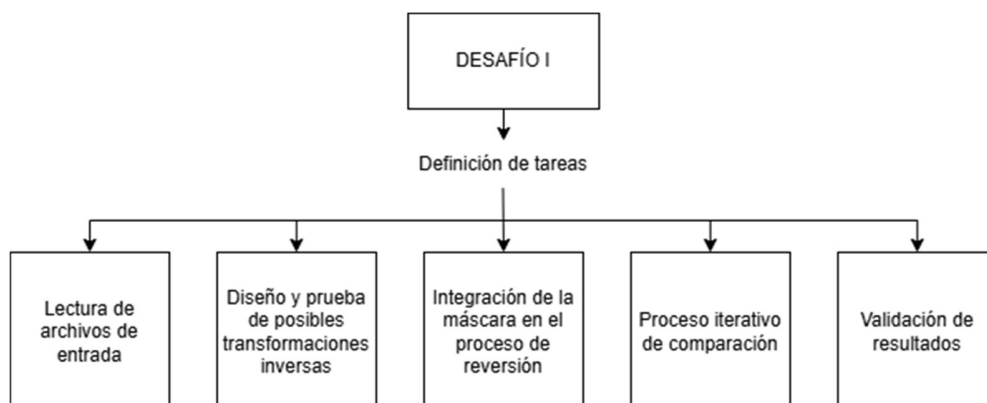 DESAFÍO I
Definición de tareas
Lectura de
archivos de
entrada
Diseño y prueba
de posibles
transformaciones
inversas
Integración de la
máscara en el
proceso de
reversión
Proceso iterativo
de comparación
Validación de
resultados